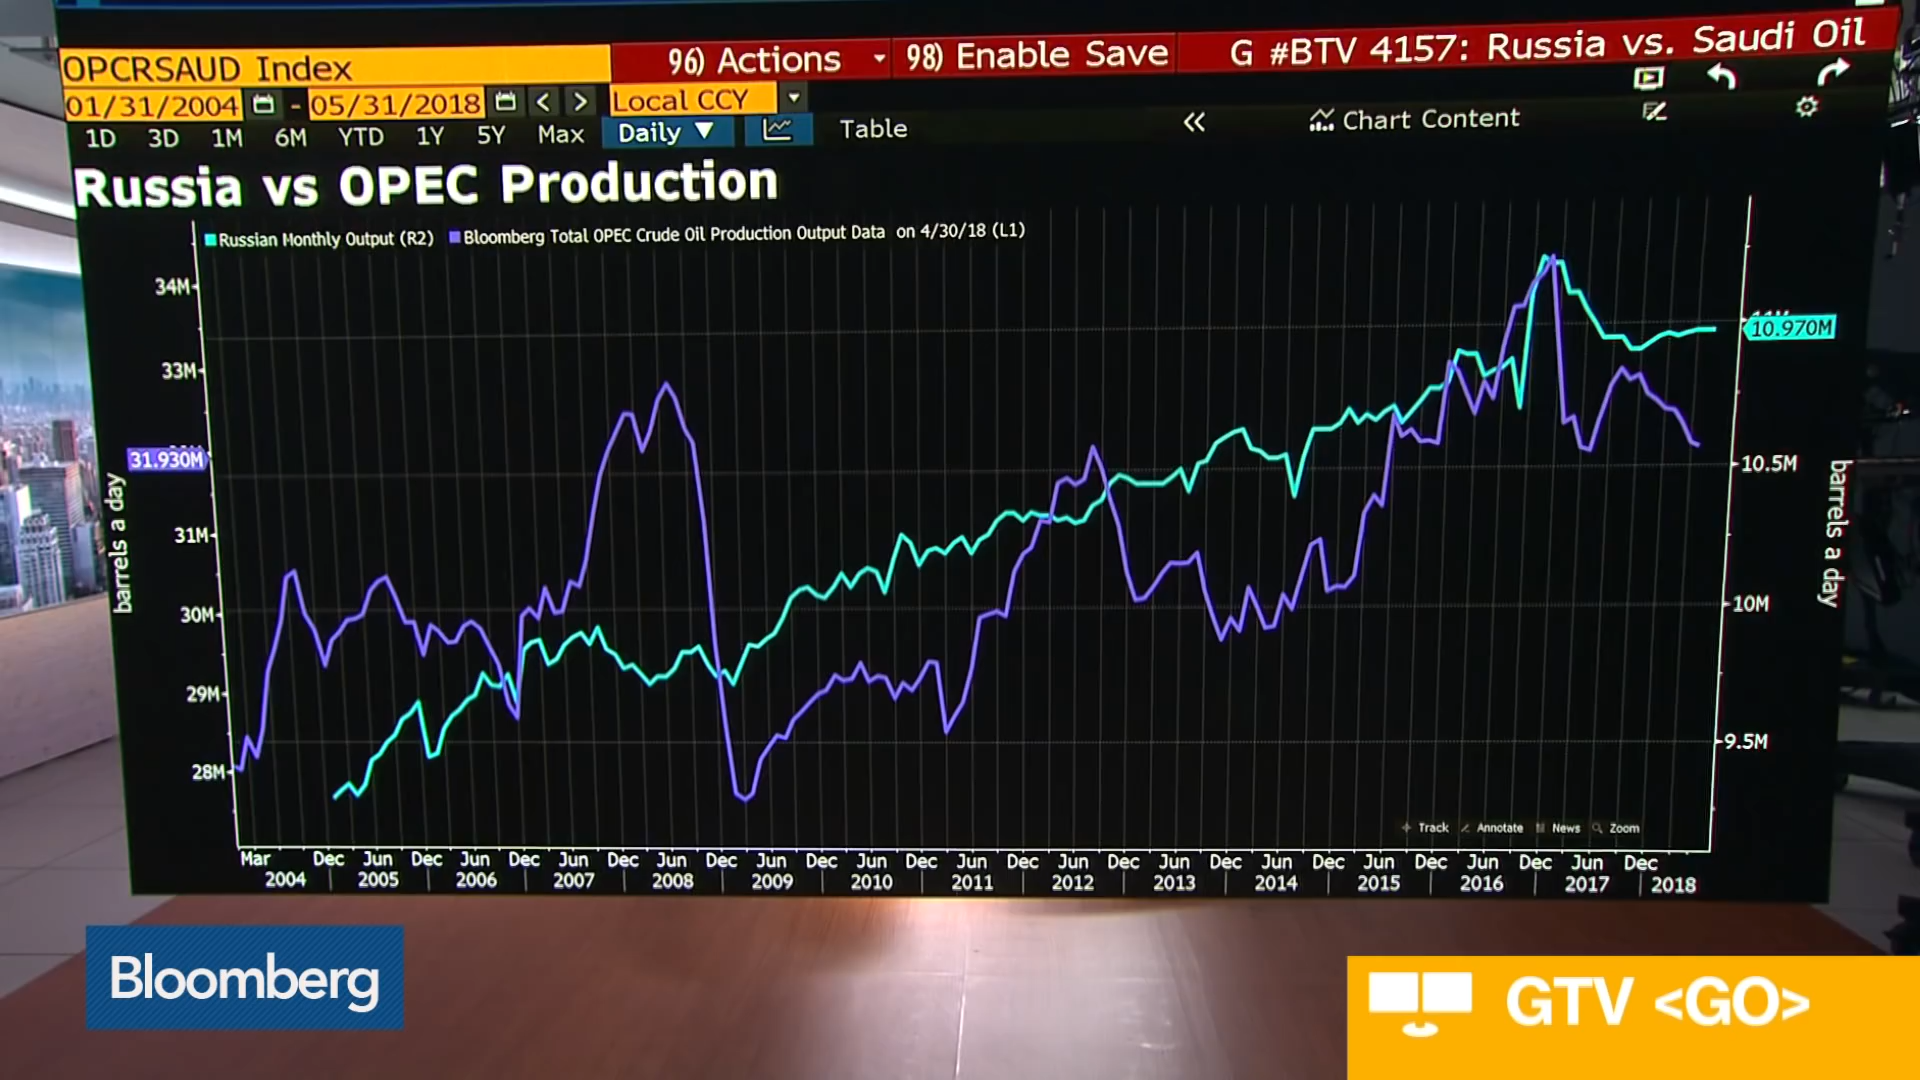 OPCRSAUD Index 96) Actions 98) Enable Save G #BTV 4157: Russia vs. Saudi Oil
01/31/2004 - 05/31/2018 < > Local CCY
1D 3D 1M 6M YTD 1Y 5Y Max Daily ▼ Table « Chart Content
Russia vs OPEC Production
Russian Monthly Output (R2) Bloomberg Total OPEC Crude Oil Production Output Data on 4/30/18 (L1)
34M
33M
31.930M
31M
30M
29M
28M
barrels a day
10.970M
10.5M
10M
9.5M
barrels a day
Track Annotate News Zoom
Mar Dec Jun Dec Jun Dec Jun Dec Jun Dec Jun Dec Jun Dec Jun Dec Jun Dec Jun Dec Jun Dec Jun Dec Jun Dec Jun Dec
2004 2005 2006 2007 2008 2009 2010 2011 2012 2013 2014 2015 2016 2017 2018
Bloomberg
GTV <GO>